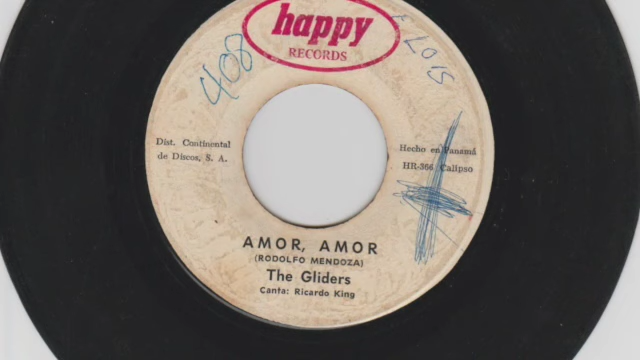 happy
RECORDS
408
LOIS
Dist. Continental
de Discos, S. A.
Hecho en Panamá
HR-366 Calipso
AMOR, AMOR
(RODOLFO MENDOZA)
The Gliders
Canta: Ricardo King